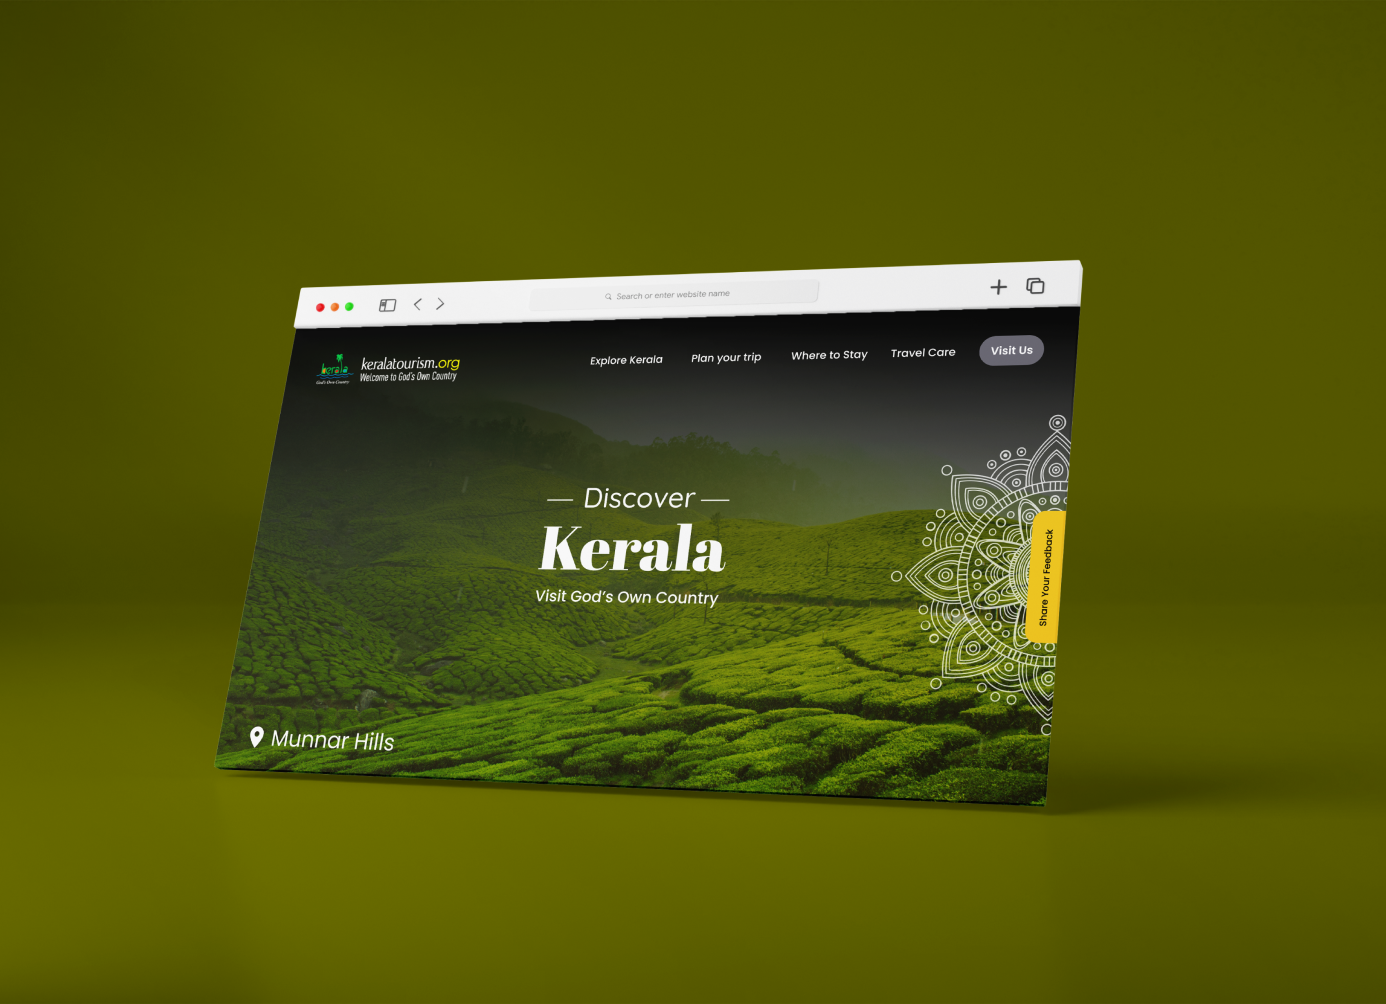 Search or enter website name
kerala
God's Own Country
keralatourism.org
Welcome to God's Own Country
Explore Kerala
Plan your trip
Where to Stay
Travel Care
Visit Us
Discover
Kerala
Visit God's Own Country
Share Your Feedback
Munnar Hills